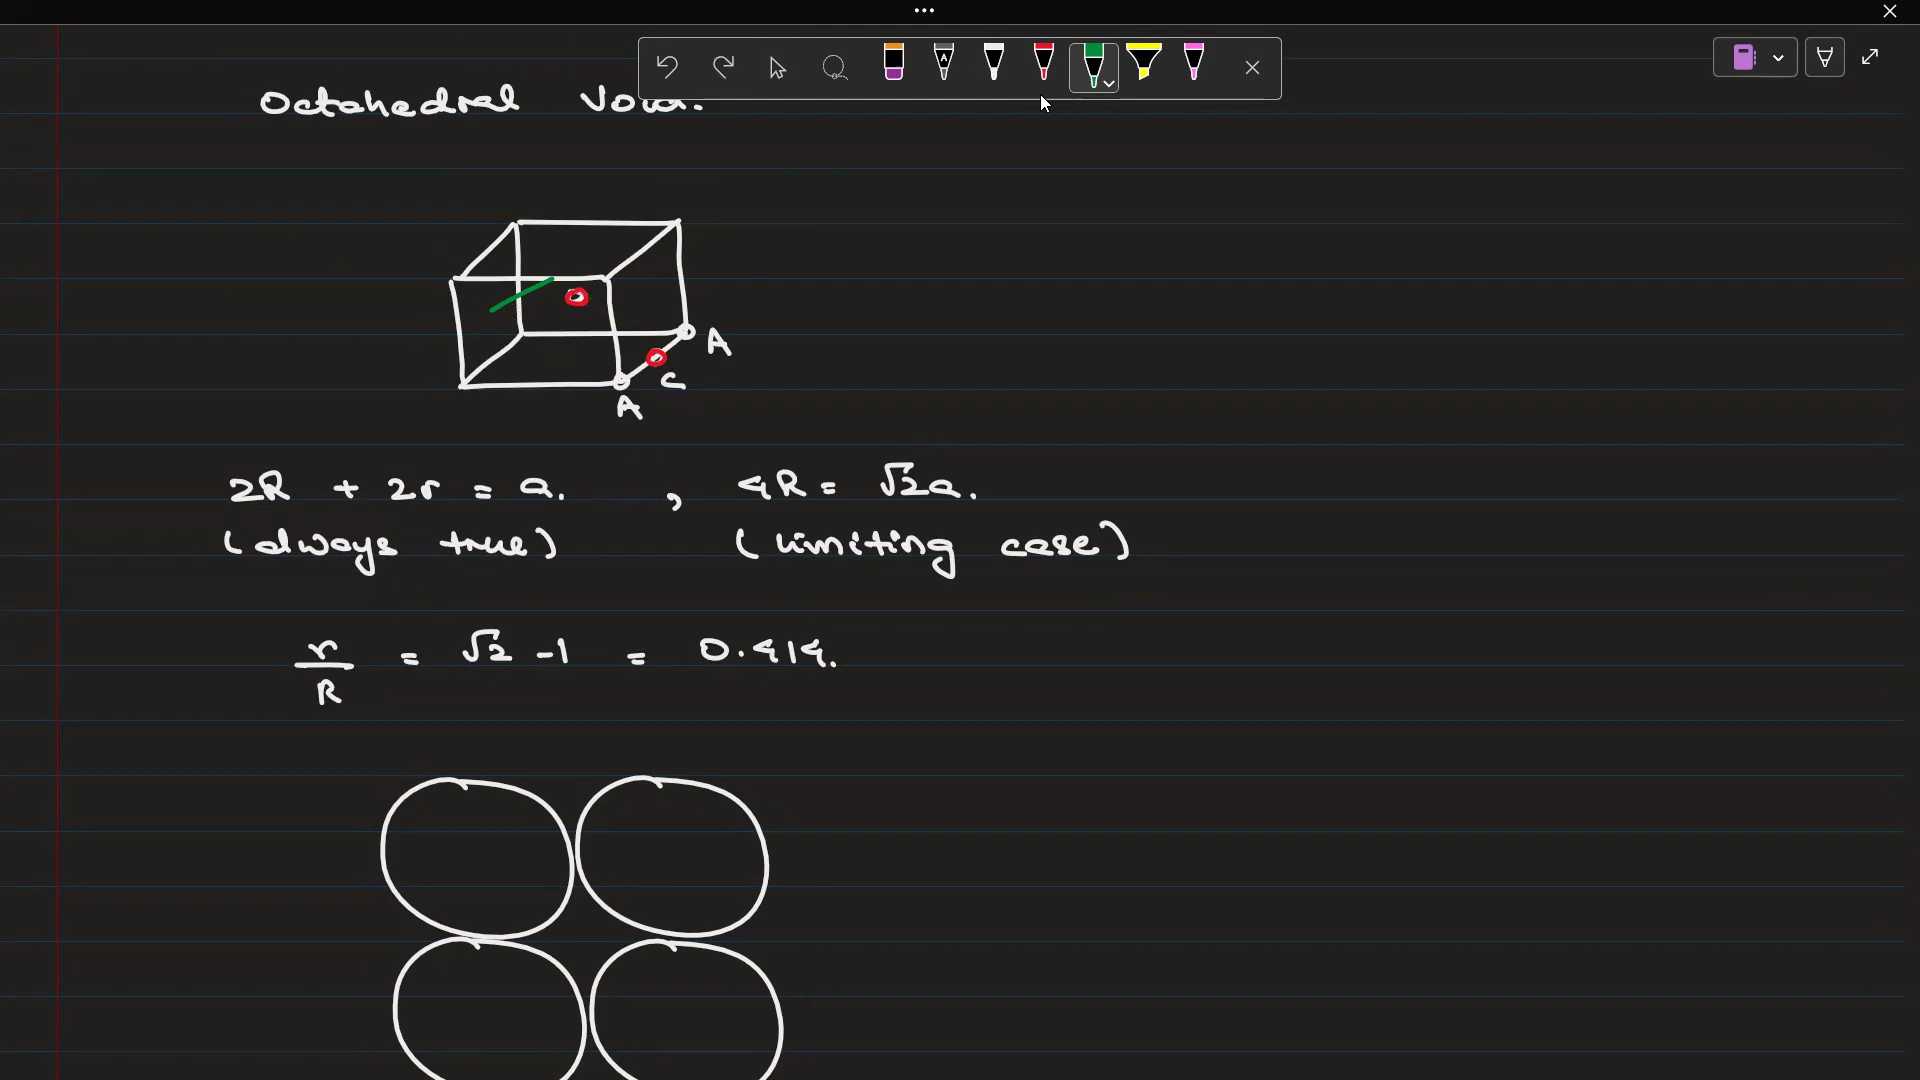 Octahedral Void.
A
C
A
2R + 2r = a. , 4R = √2a.
(always true) (limiting case)
r/R = √2 - 1 = 0.414.